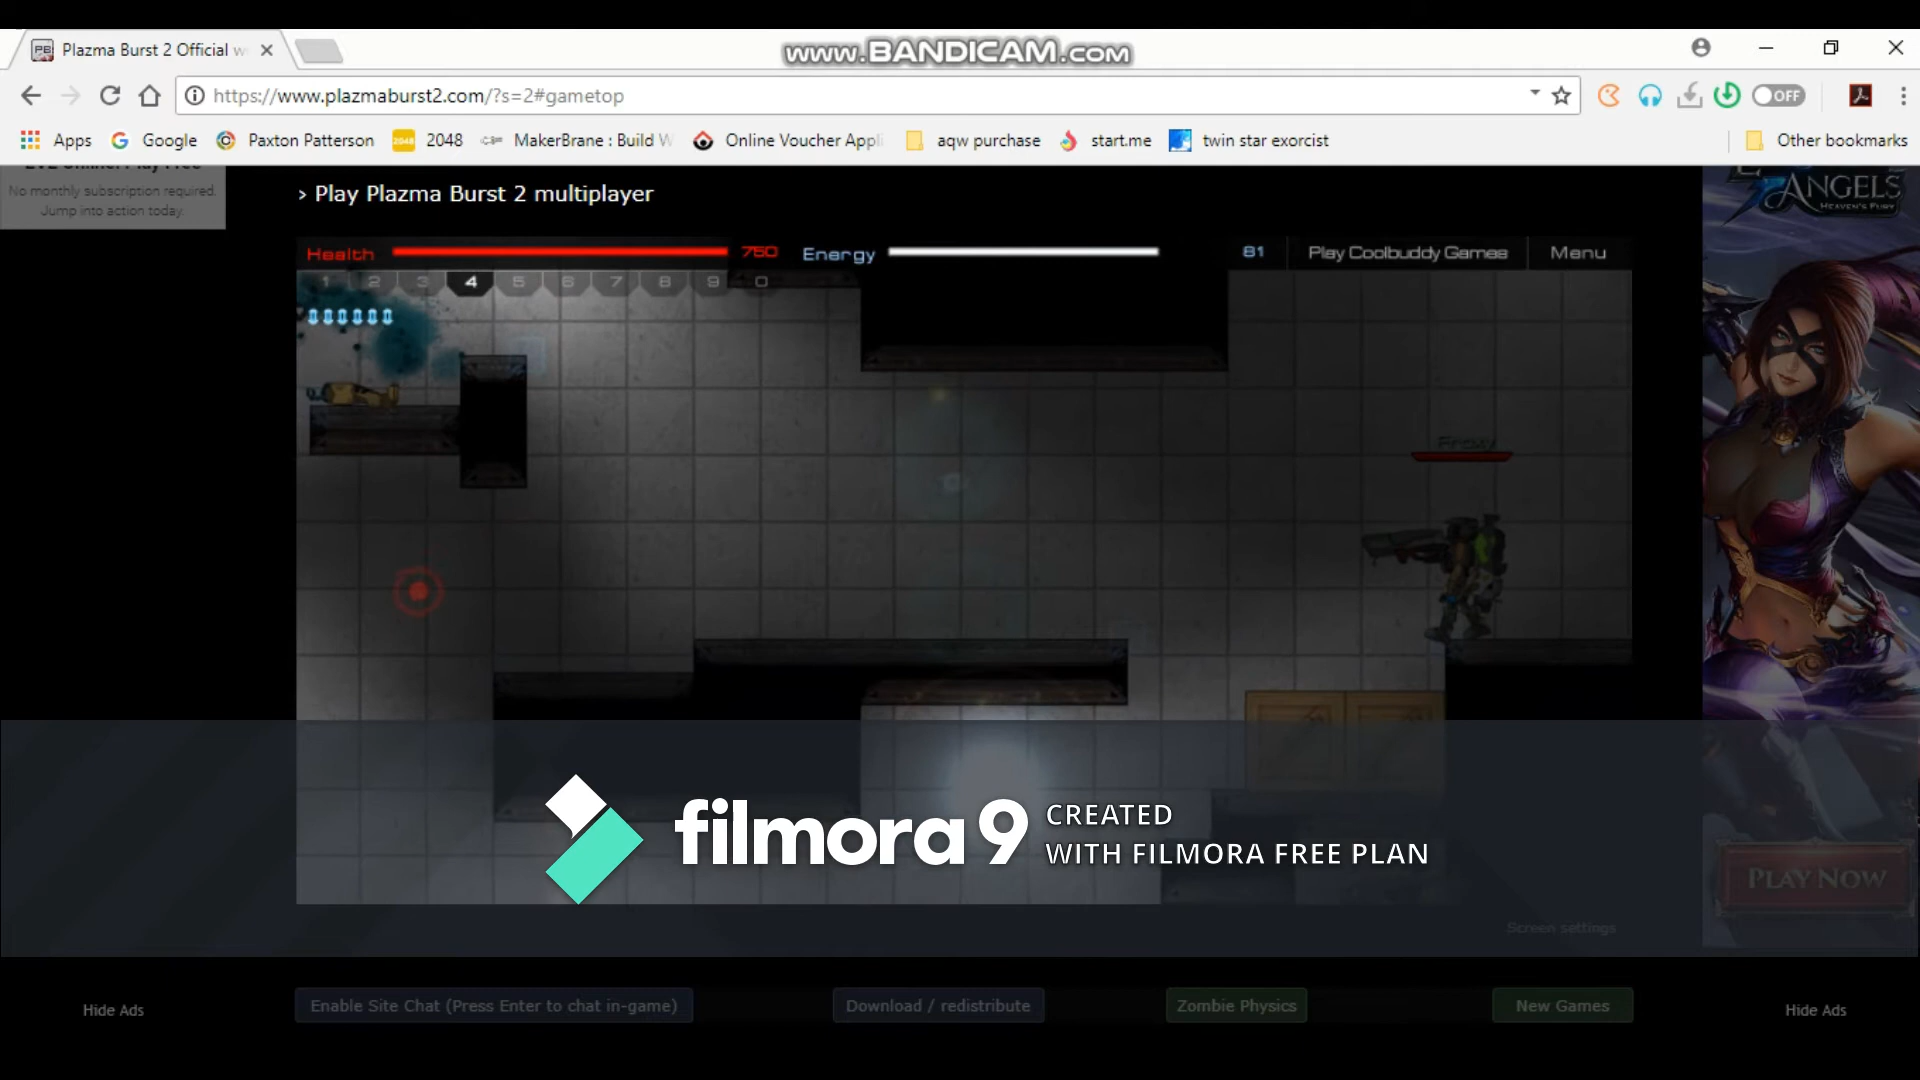 www.BANDICAM.com
Plazma Burst 2 Official w
https://www.plazmaburst2.com/?s=2#gametop
OFF
Apps
Google
Paxton Patterson
2048
MakerBrane : Build W
Online Voucher Appli
aqw purchase
start.me
twin star exorcist
Other bookmarks
No monthly subscription required.
Jump into action today.
› Play Plazma Burst 2 multiplayer
ANGELS
HEAVEN'S FURY
Health
750
Energy
81
Play Coolbuddy Games
Menu
1 2 3 4 5 6 7 8 9 0
filmora 9
CREATED
WITH FILMORA FREE PLAN
PLAY NOW
Screen settings
Hide Ads
Enable Site Chat (Press Enter to chat in-game)
Download / redistribute
Zombie Physics
New Games
Hide Ads